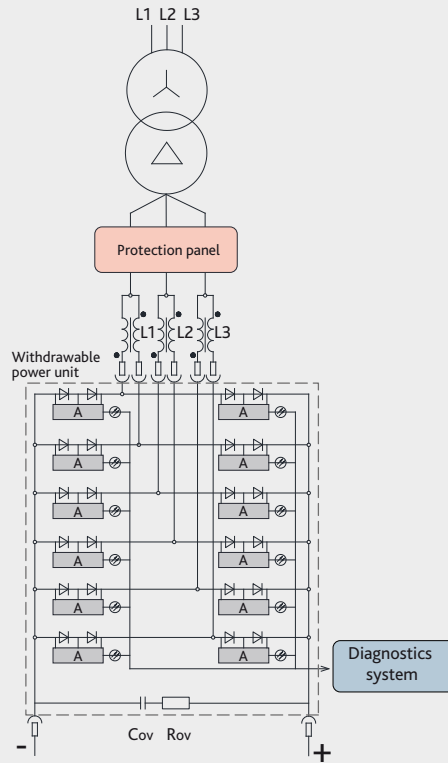 L1 L2 L3
Protection panel
L1 L2 L3
Withdrawable
power unit
A A
A A
A A
A A
A A
A A
Diagnostics
system
Cov Rov
- +